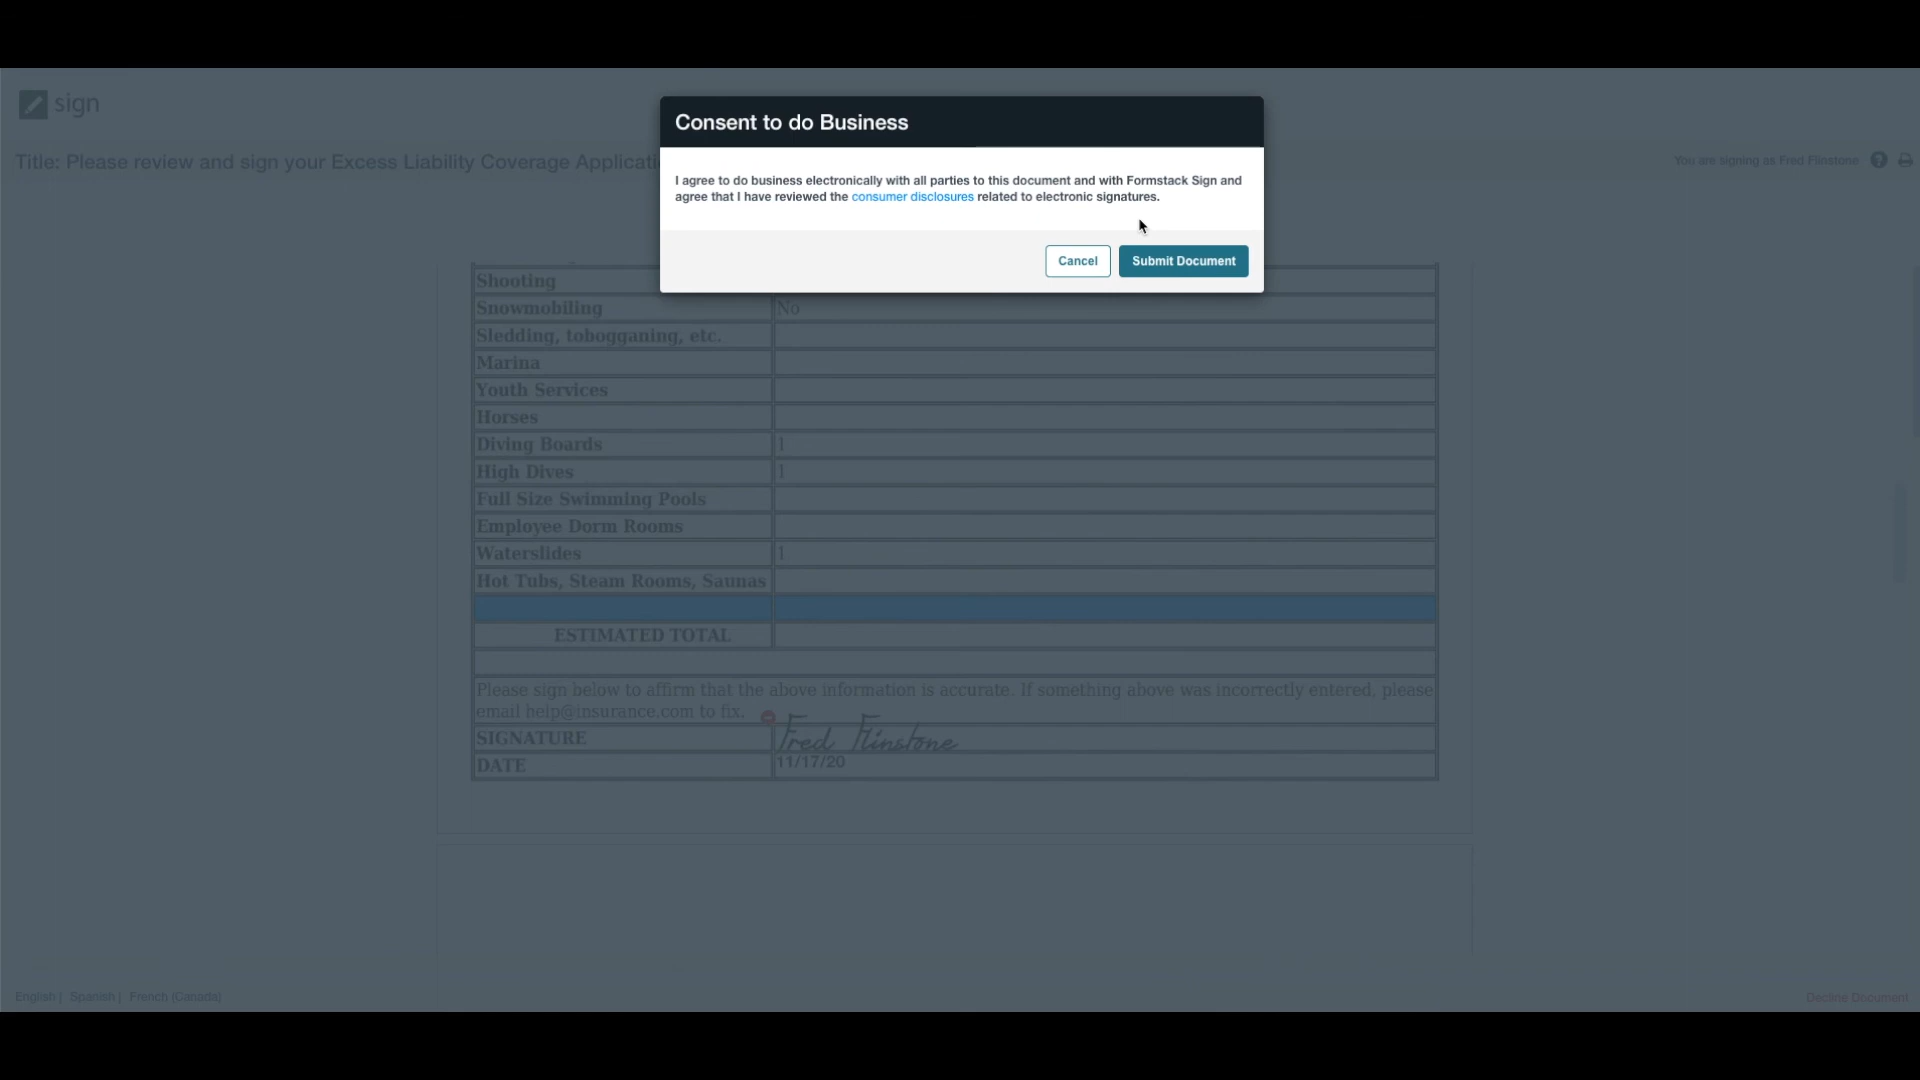 sign
Consent to do Business
Title: Please review and sign your Excess Liability Coverage Applicati
You are signing as Fred Flinstone
I agree to do business electronically with all parties to this document and with Formstack Sign and
agree that I have reviewed the consumer disclosures related to electronic signatures.
Cancel
Submit Document
Shooting
Snowmobiling No
Sledding, tobogganing, etc.
Marina
Youth Services
Horses
Diving Boards 1
High Dives 1
Full Size Swimming Pools
Employee Dorm Rooms
Waterslides 1
Hot Tubs, Steam Rooms, Saunas
ESTIMATED TOTAL
Please sign below to affirm that the above information is accurate. If something above was incorrectly entered, please
email help@insurance.com to fix.
SIGNATURE Fred Flinstone
DATE 11/17/20
English | Spanish | French (Canada)
Decline Document